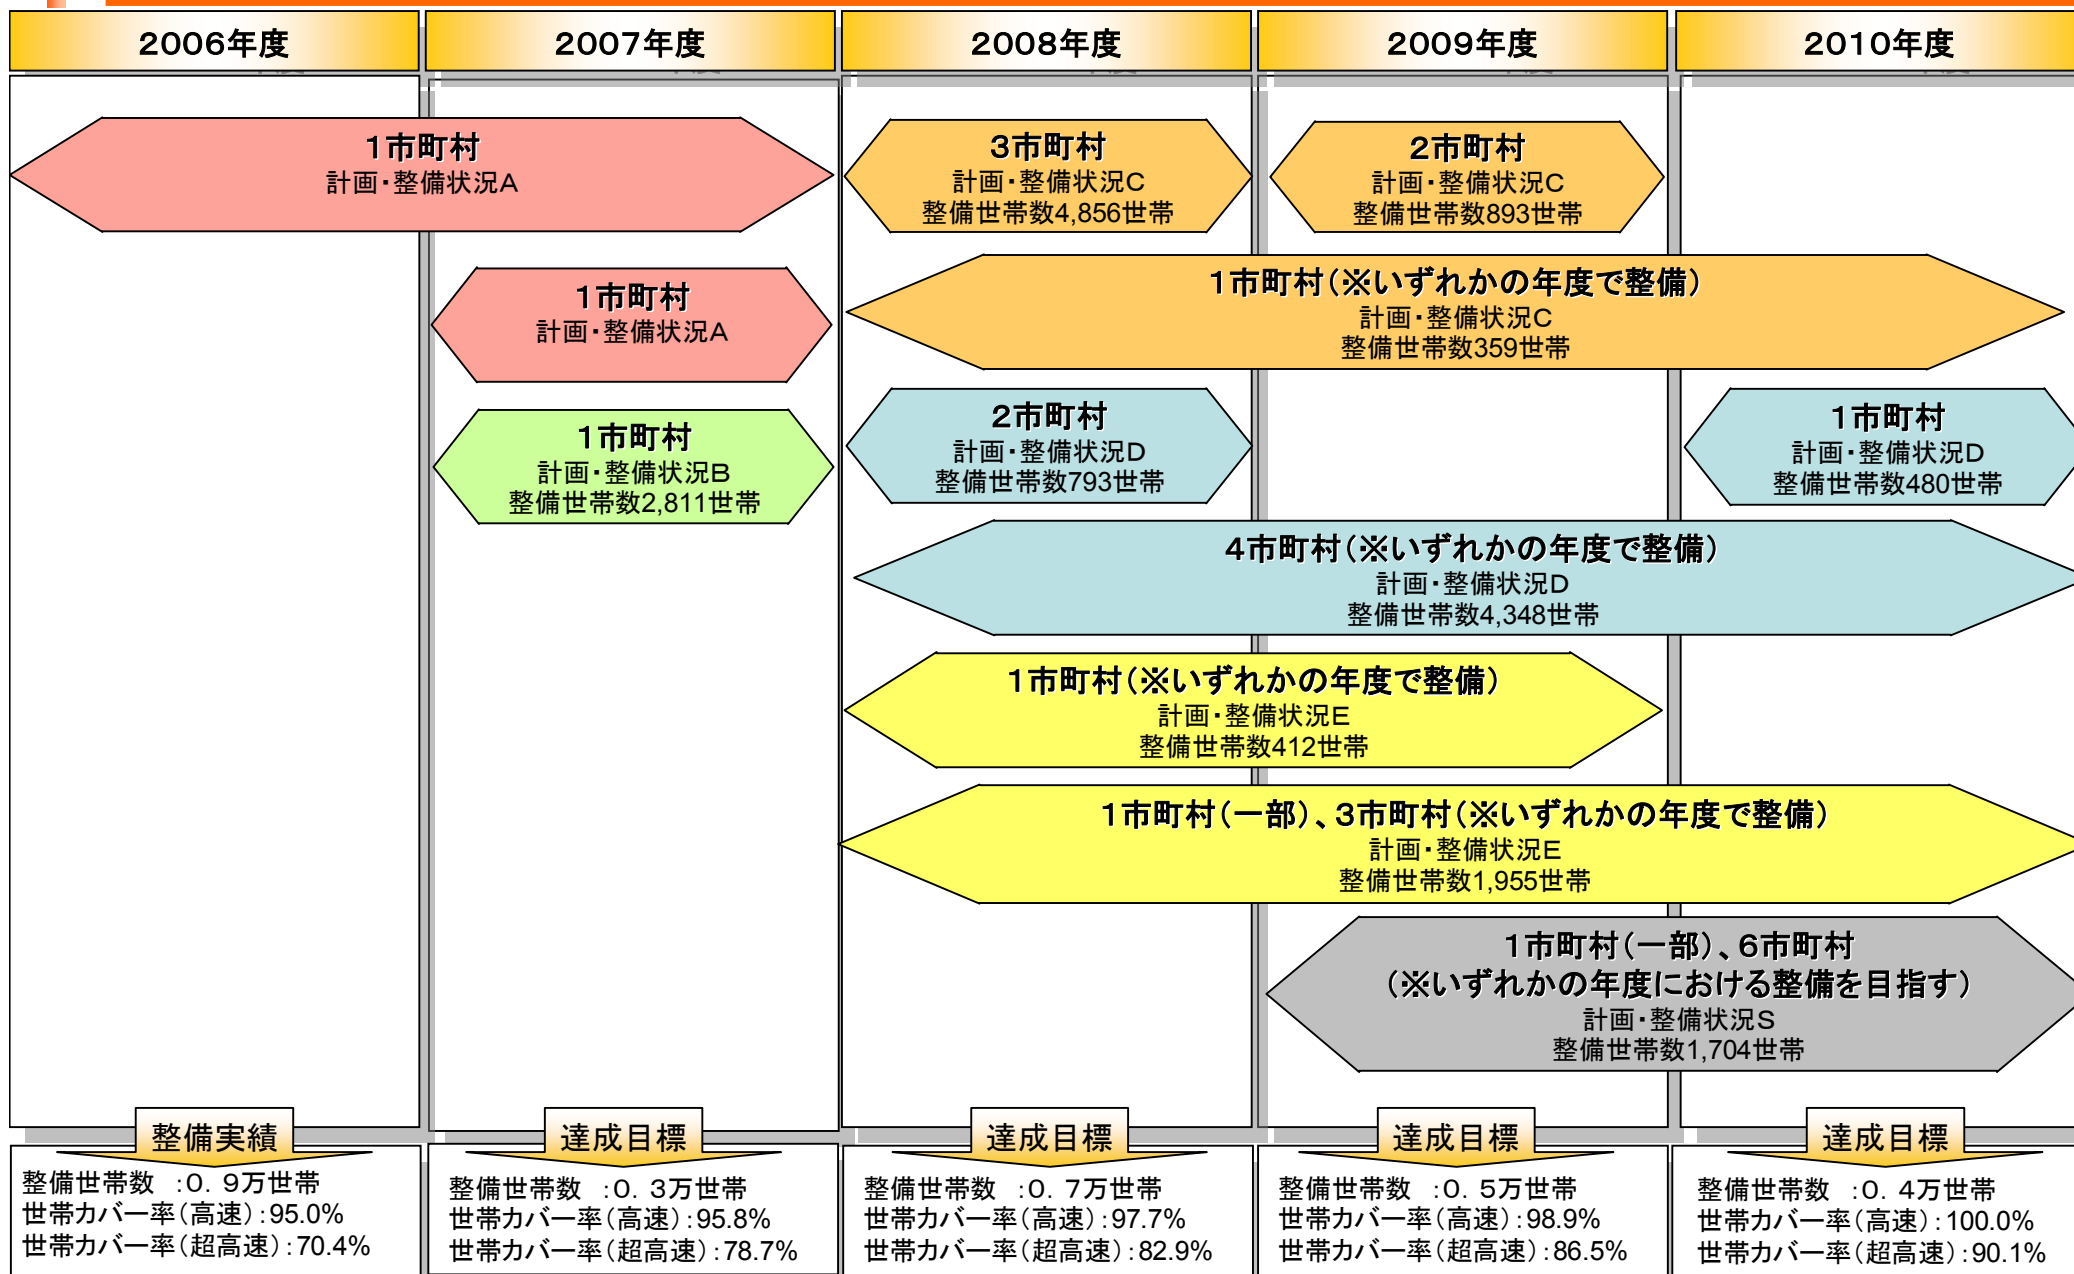 2006年度
2007年度
2008年度
2009年度
2010年度
1市町村
計画・整備状況A
3市町村
計画・整備状況C
整備世帯数4,856世帯
2市町村
計画・整備状況C
整備世帯数893世帯
1市町村
計画・整備状況A
1市町村（※いずれかの年度で整備）
計画・整備状況C
整備世帯数359世帯
1市町村
計画・整備状況B
整備世帯数2,811世帯
2市町村
計画・整備状況D
整備世帯数793世帯
1市町村
計画・整備状況D
整備世帯数480世帯
4市町村（※いずれかの年度で整備）
計画・整備状況D
整備世帯数4,348世帯
1市町村（※いずれかの年度で整備）
計画・整備状況E
整備世帯数412世帯
1市町村（一部）、3市町村（※いずれかの年度で整備）
計画・整備状況E
整備世帯数1,955世帯
1市町村（一部）、6市町村
（※いずれかの年度における整備を目指す）
計画・整備状況S
整備世帯数1,704世帯
整備実績
整備世帯数　：0．9万世帯
世帯カバー率（高速）：95.0%
世帯カバー率（超高速）：70.4%
達成目標
整備世帯数　：0．3万世帯
世帯カバー率（高速）：95.8%
世帯カバー率（超高速）：78.7%
達成目標
整備世帯数　：0．7万世帯
世帯カバー率（高速）：97.7%
世帯カバー率（超高速）：82.9%
達成目標
整備世帯数　：0．5万世帯
世帯カバー率（高速）：98.9%
世帯カバー率（超高速）：86.5%
達成目標
整備世帯数　：0．4万世帯
世帯カバー率（高速）：100.0%
世帯カバー率（超高速）：90.1%